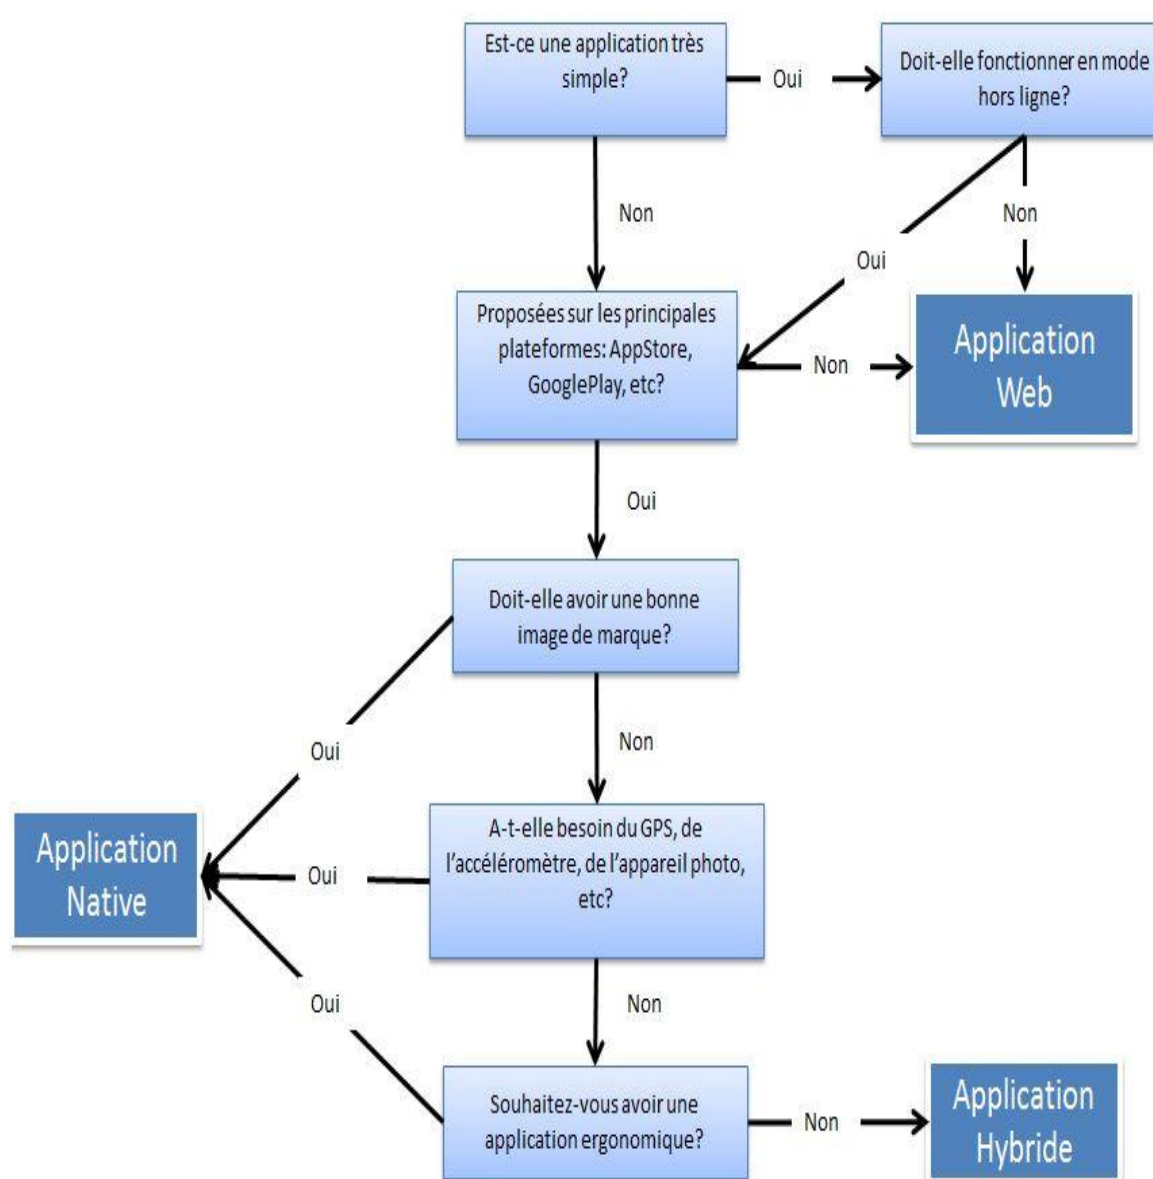 Est-ce une application très
simple?
Oui
Doit-elle fonctionner en mode
hors ligne?
Non
Non
Oui
Proposées sur les principales
plateformes: AppStore,
GooglePlay, etc?
Non
Application
Web
Oui
Doit-elle avoir une bonne
image de marque?
Oui
Non
Application
Native
Oui
A-t-elle besoin du GPS, de
l'accéléromètre, de l'appareil photo,
etc?
Oui
Non
Souhaitez-vous avoir une
application ergonomique?
Non
Application
Hybride